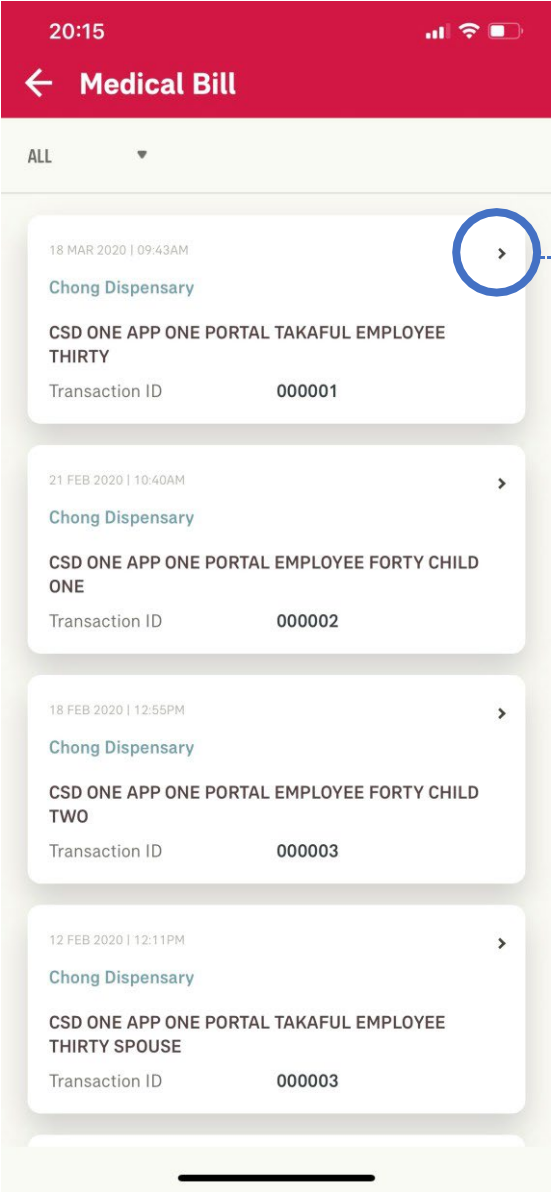 20:15
Medical Bill
ALL
18 MAR 2020 | 09:43AM
Chong Dispensary
CSD ONE APP ONE PORTAL TAKAFUL EMPLOYEE
THIRTY
Transaction ID 000001
21 FEB 2020 | 10:40AM
Chong Dispensary
CSD ONE APP ONE PORTAL EMPLOYEE FORTY CHILD
ONE
Transaction ID 000002
18 FEB 2020 | 12:55PM
Chong Dispensary
CSD ONE APP ONE PORTAL EMPLOYEE FORTY CHILD
TWO
Transaction ID 000003
12 FEB 2020 | 12:11PM
Chong Dispensary
CSD ONE APP ONE PORTAL TAKAFUL EMPLOYEE
THIRTY SPOUSE
Transaction ID 000003